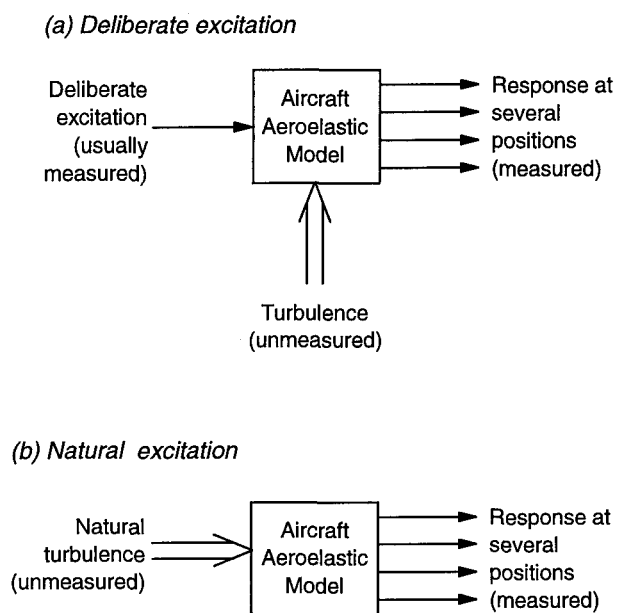 (a) Deliberate excitation
Deliberate
excitation
(usually
measured)
Aircraft
Aeroelastic
Model
Response at
several
positions
(measured)
Turbulence
(unmeasured)
(b) Natural excitation
Natural
turbulence
(unmeasured)
Aircraft
Aeroelastic
Model
Response at
several
positions
(measured)